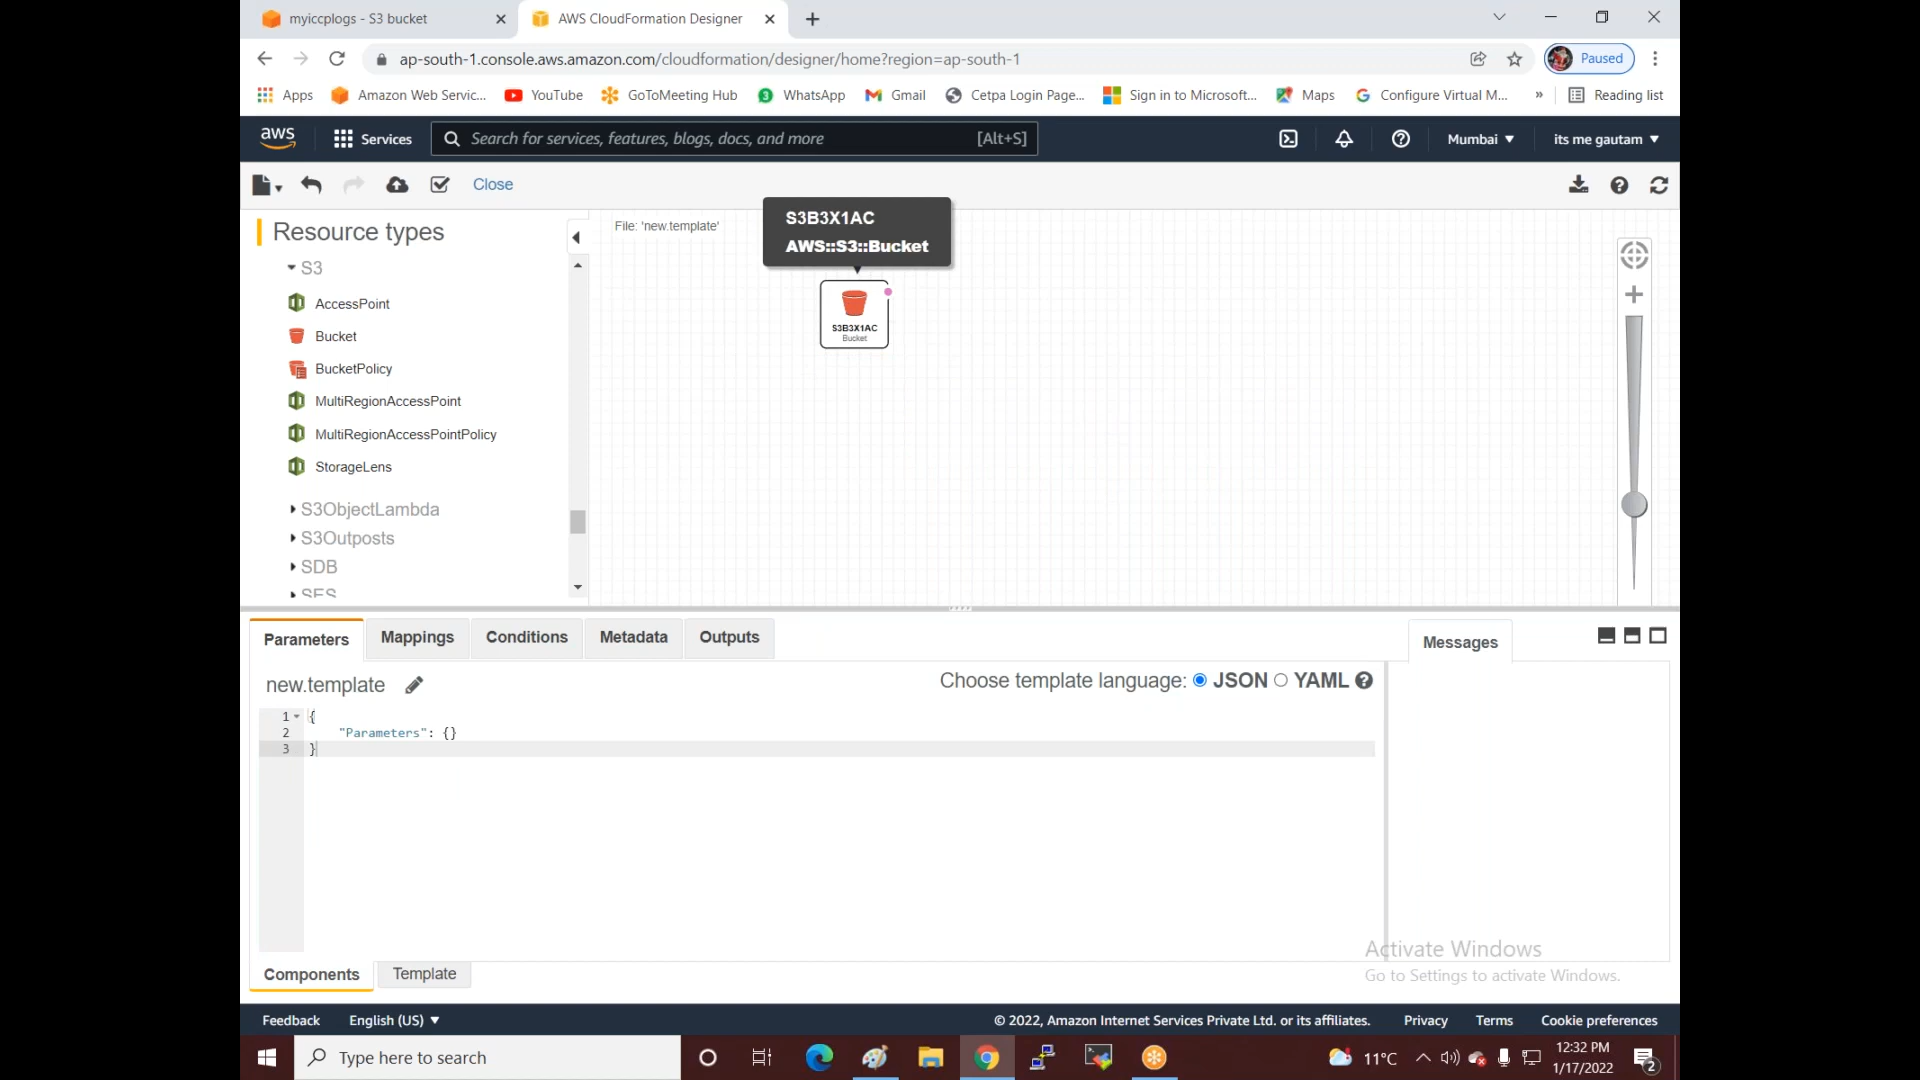 myiccplogs - S3 bucket
AWS CloudFormation Designer
ap-south-1.console.aws.amazon.com/cloudformation/designer/home?region=ap-south-1
Paused
Apps
Amazon Web Servic...
YouTube
GoToMeeting Hub
3
WhatsApp
Gmail
Cetpa Login Page...
Sign in to Microsoft...
Maps
Configure Virtual M...
»
Reading list
aws
Services
Search for services, features, blogs, docs, and more
[Alt+S]
Mumbai
its me gautam
Close
Resource types
S3
AccessPoint
Bucket
BucketPolicy
MultiRegionAccessPoint
MultiRegionAccessPointPolicy
StorageLens
S3ObjectLambda
S3Outposts
SDB
SES
File: 'new.template'
S3B3X1AC
AWS::S3::Bucket
S3B3X1AC
Bucket
Parameters
Mappings
Conditions
Metadata
Outputs
Messages
new.template
Choose template language: JSON YAML
1 {
2 "Parameters": {}
3 }
Components
Template
Activate Windows
Go to Settings to activate Windows.
Feedback
English (US)
© 2022, Amazon Internet Services Private Ltd. or its affiliates.
Privacy
Terms
Cookie preferences
Type here to search
11°C
12:32 PM
1/17/2022
2